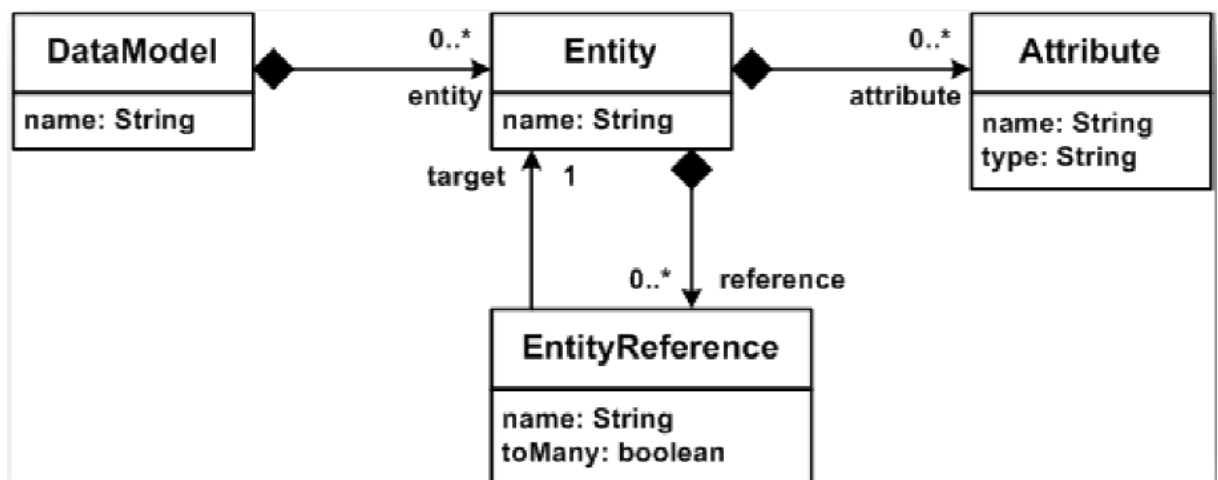 DataModel
name: String
0..*
entity
Entity
name: String
0..*
attribute
Attribute
name: String
type: String
target
1
0..*
reference
EntityReference
name: String
toMany: boolean